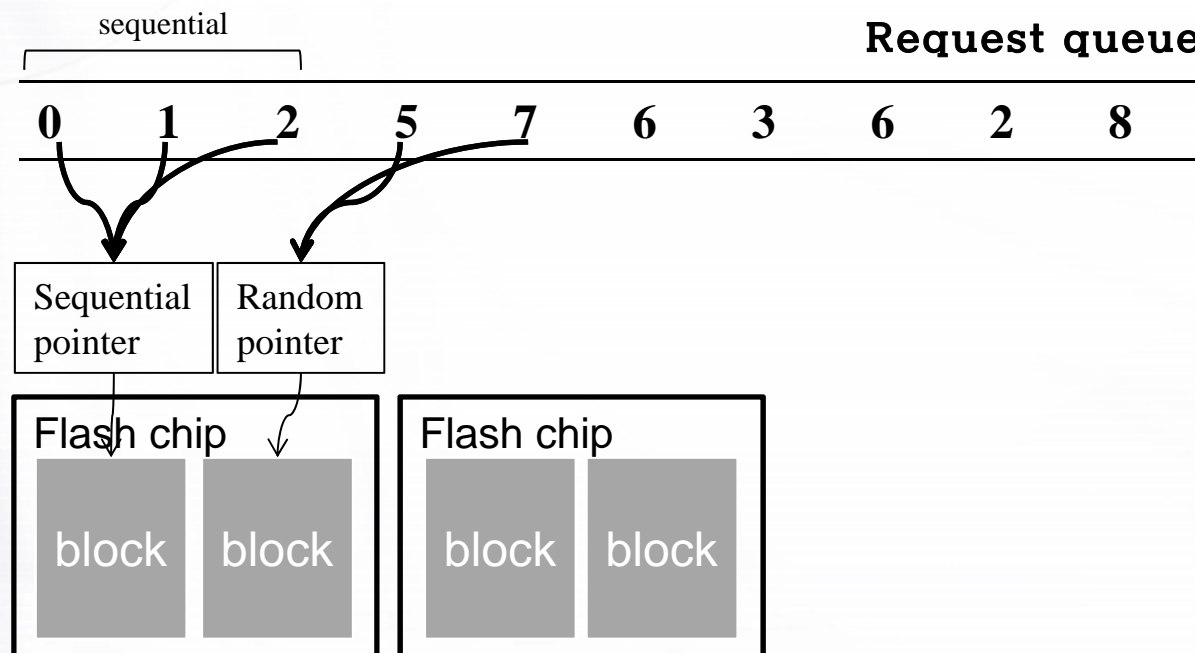 sequential
Request queue
0 1 2 5 7 6 3 6 2 8
Sequential
pointer
Random
pointer
Flash chip
Flash chip
block
block
block
block